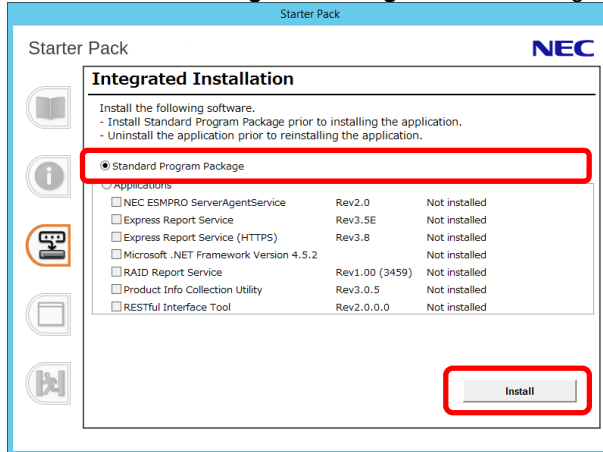 Starter Pack
Starter Pack
NEC
Integrated Installation
Install the following software.
- Install Standard Program Package prior to installing the application.
- Uninstall the application prior to reinstalling the application.
Standard Program Package
Applications
NEC ESMPRO ServerAgentService Rev2.0 Not installed
Express Report Service Rev3.5E Not installed
Express Report Service (HTTPS) Rev3.8 Not installed
Microsoft .NET Framework Version 4.5.2 Not installed
RAID Report Service Rev1.00 (3459) Not installed
Product Info Collection Utility Rev3.0.5 Not installed
RESTful Interface Tool Rev2.0.0.0 Not installed
Install